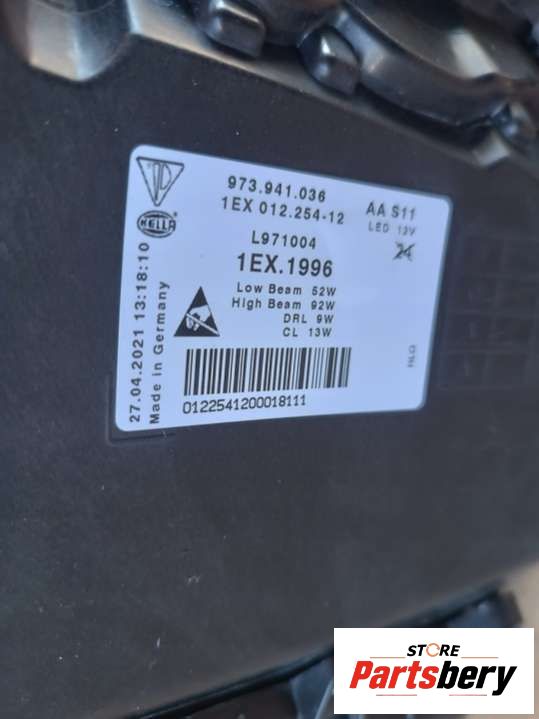 973.941.036
AA S11
1EX 012.254-12
LED 13V
L971004
1EX.1996
Low Beam 52W
High Beam 92W
DRL 9W
CL 13W
0122541200018111
HELLA
27.04.2021 13:18:10
Made in Germany
STORE
Partsbery